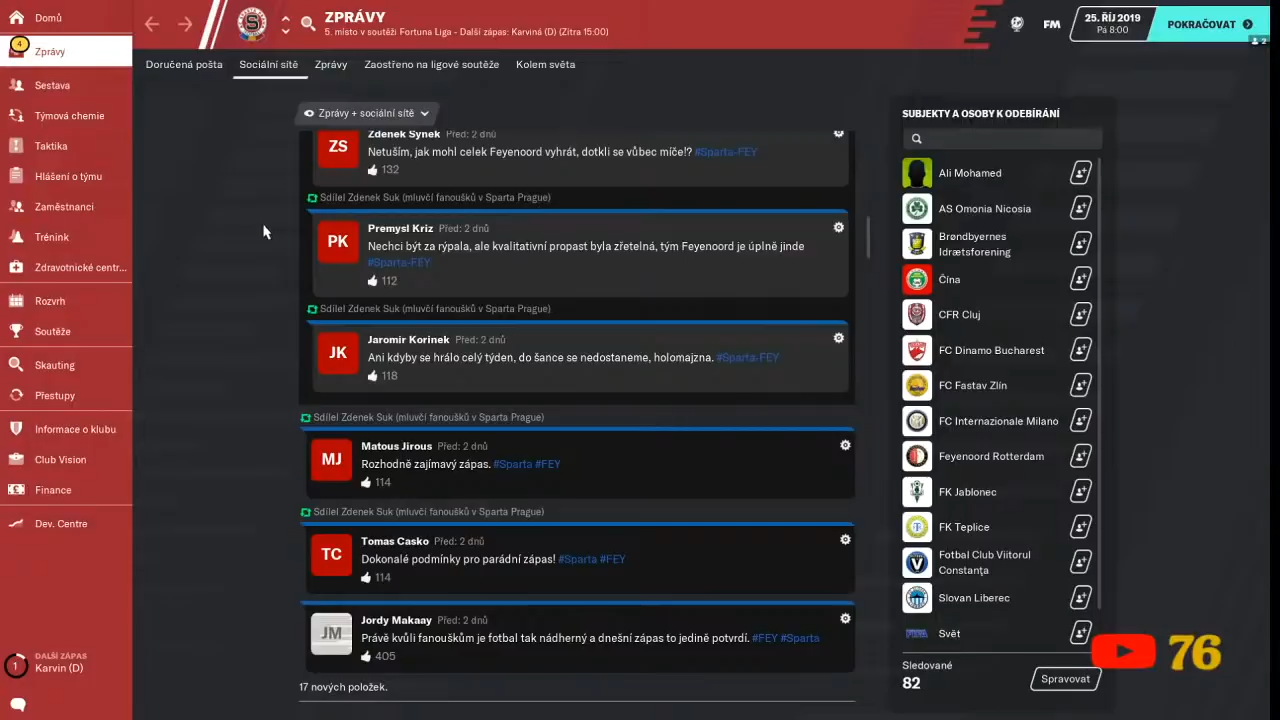 Domů
ZPRÁVY
5. místo v soutěži Fortuna Liga - Další zápas: Karviná (D) (Zítra 15:00)
FM
25. ŘÍJ 2019
Pá 8:00
POKRAČOVAT
2
4
Zprávy
Sestava
Týmová chemie
Taktika
Hlášení o týmu
Zaměstnanci
Trénink
Zdravotnické centr...
Rozvrh
Soutěže
Skauting
Přestupy
Informace o klubu
Club Vision
Finance
Dev. Centre
1
DALŠÍ ZÁPAS
Karvin (D)
Doručená pošta
Sociální sítě
Zprávy
Zaostřeno na ligové soutěže
Kolem světa
Zprávy + sociální sítě
ZS
Zdenek Synek Před: 2 dnů
Netuším, jak mohl celek Feyenoord vyhrát, dotkli se vůbec míče!? #Sparta-FEY
132
Sdílel Zdenek Suk (mluvčí fanoušků v Sparta Prague)
PK
Premysl Kriz Před: 2 dnů
Nechci být za rýpala, ale kvalitativní propast byla zřetelná, tým Feyenoord je úplně jinde
#Sparta-FEY
112
Sdílel Zdenek Suk (mluvčí fanoušků v Sparta Prague)
JK
Jaromir Korinek Před: 2 dnů
Ani kdyby se hrálo celý týden, do šance se nedostaneme, holomajzna. #Sparta-FEY
118
Sdílel Zdenek Suk (mluvčí fanoušků v Sparta Prague)
MJ
Matous Jirous Před: 2 dnů
Rozhodně zajímavý zápas. #Sparta #FEY
114
Sdílel Zdenek Suk (mluvčí fanoušků v Sparta Prague)
TC
Tomas Casko Před: 2 dnů
Dokonalé podmínky pro parádní zápas! #Sparta #FEY
114
JM
Jordy Makaay Před: 2 dnů
Právě kvůli fanouškům je fotbal tak nádherný a dnešní zápas to jedině potvrdí. #FEY #Sparta
405
17 nových položek.
SUBJEKTY A OSOBY K ODEBÍRÁNÍ
Ali Mohamed
AS Omonia Nicosia
Brøndbyernes
Idrætsforening
Čína
CFR Cluj
FC Dinamo Bucharest
FC Fastav Zlín
FC Internazionale Milano
Feyenoord Rotterdam
FK Jablonec
FK Teplice
Fotbal Club Viitorul
Constanţa
Slovan Liberec
FIFA
Svět
Sledované
82
Spravovat
76